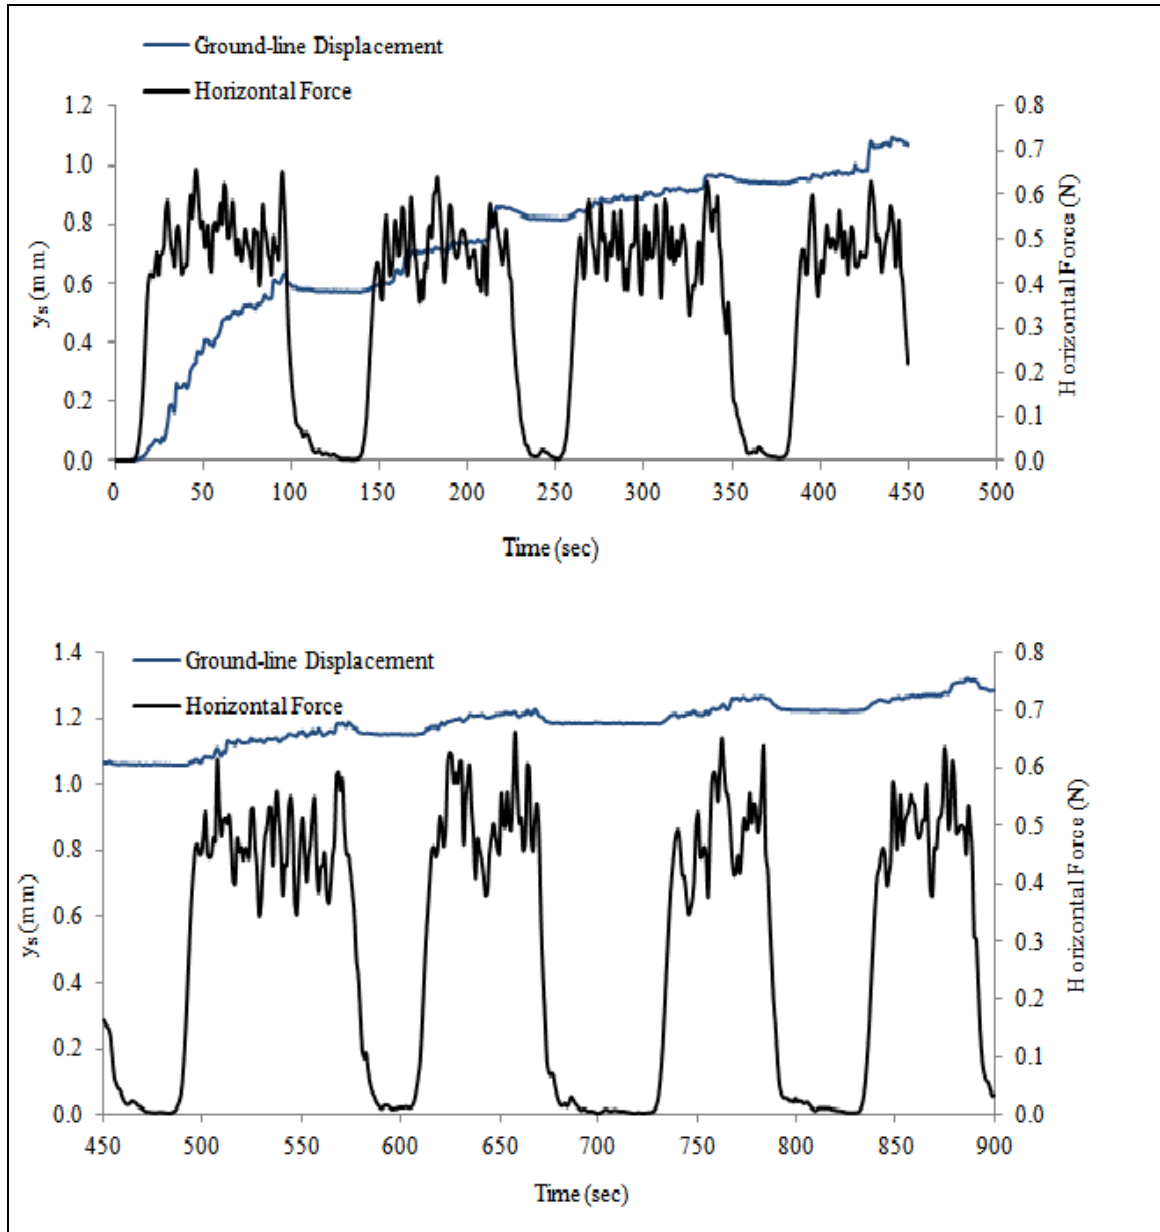 Ground-line Displacement
Horizontal Force
1.2
1.0
0.8
0.6
0.4
0.2
0.0
yₛ (mm)
0.8
0.7
0.6
0.5
0.4
0.3
0.2
0.1
0.0
Horizontal Force (N)
0 50 100 150 200 250 300 350 400 450 500
Time (sec)
Ground-line Displacement
Horizontal Force
1.4
1.2
1.0
0.8
0.6
0.4
0.2
0.0
yₛ (mm)
0.8
0.7
0.6
0.5
0.4
0.3
0.2
0.1
0.0
Horizontal Force (N)
450 500 550 600 650 700 750 800 850 900
Time (sec)